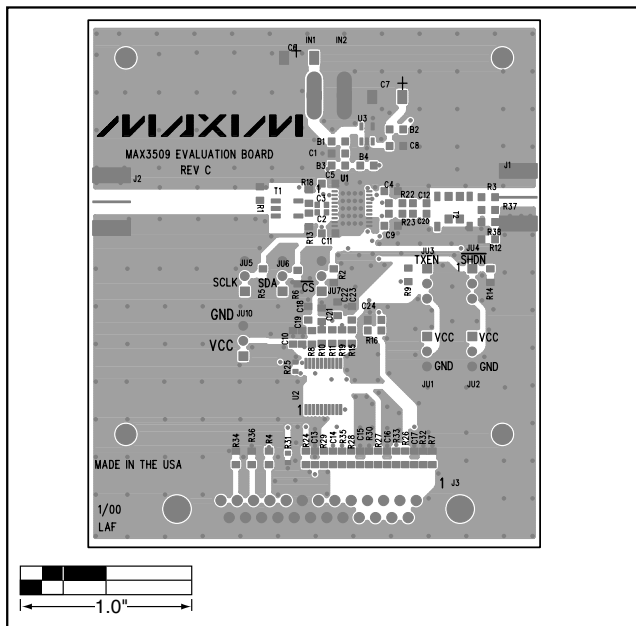 IN1 IN2
C6 +
C7 +
U3
MAXIM
B1 B2
MAX3509 EVALUATION BOARD
C1 C8
REV C
B3 B4
J2 C5 U1 J1
R18 T1 C4 R22 C12 R3
R1 C3 T2 R37
C2 R23 C20
R13 C11 C9 R38
R12
JU5 JU6 R2 JU3 JU4
TXEN SHDN
SCLK SDA CS 1
R5 R6 JU7 R9 R14
C22 C23
GND JU10 C18 C21 C24
C19
VCC C10 R8 R10 R11 R19 R15 R16 VCC VCC
R25 GND GND
U2 JU1 JU2
1
R34 R36 R4 R31 R24 C13 R29 C14 R35 R28 C15 R30 R27 C16 R33 R26 C17 R32 R7
MADE IN THE USA
1 J3
1/00
LAF
1.0"